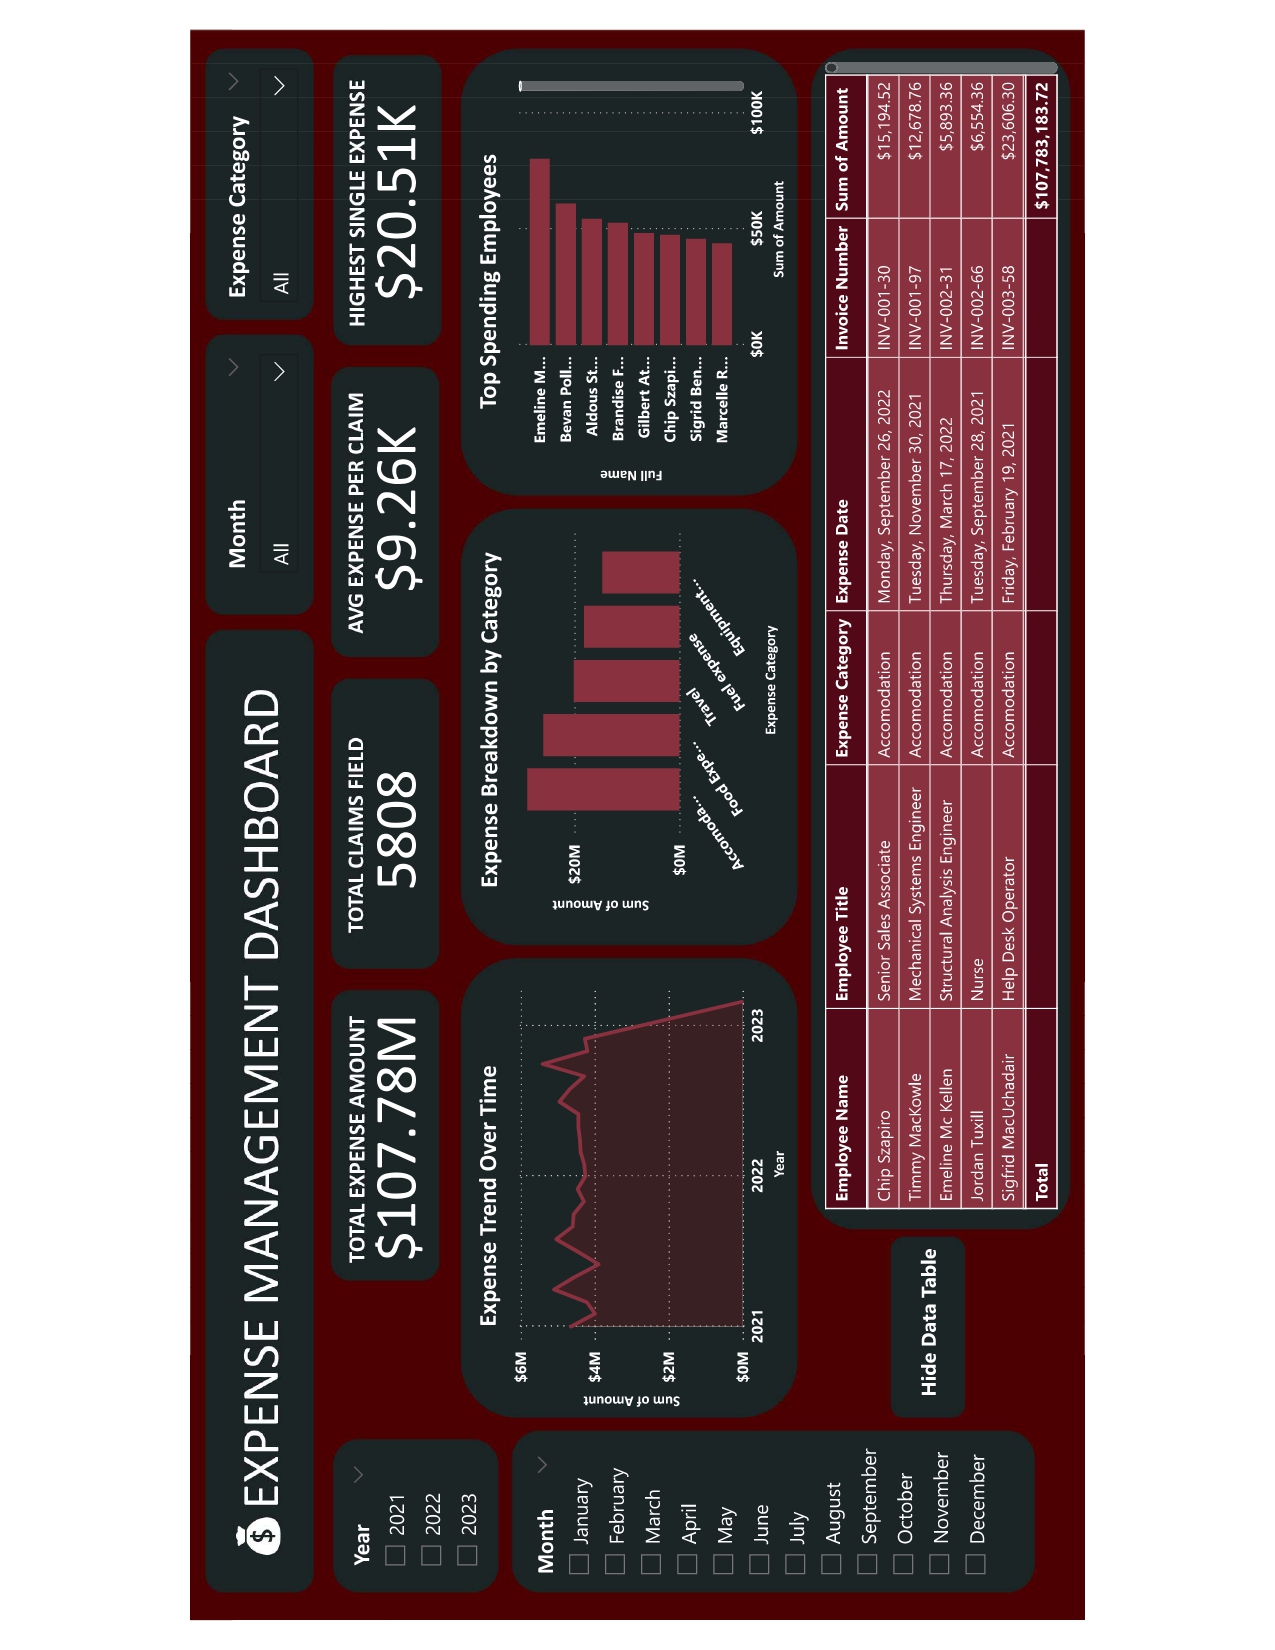 $ EXPENSE MANAGEMENT DASHBOARD
Month
All
Expense Category
All
Year
2021
2022
2023
TOTAL EXPENSE AMOUNT
$107.78M
TOTAL CLAIMS FIELD
5808
AVG EXPENSE PER CLAIM
$9.26K
HIGHEST SINGLE EXPENSE
$20.51K
Month
January
February
March
April
May
June
July
August
September
October
November
December
Expense Trend Over Time
Sum of Amount
$6M
$4M
$2M
$0M
2021 2022 2023
Year
Expense Breakdown by Category
Sum of Amount
$20M
$0M
Accomoda...
Food Expe...
Travel
Fuel expense
Equipment...
Expense Category
Top Spending Employees
Full Name
Emeline M...
Bevan Poll...
Aldous St...
Brandise F...
Gilbert At...
Chip Szapi...
Sigrid Ben...
Marcelle R...
$0K $50K $100K
Sum of Amount
Hide Data Table
Employee Name Employee Title Expense Category Expense Date Invoice Number Sum of Amount
Chip Szapiro Senior Sales Associate Accomodation Monday, September 26, 2022 INV-001-30 $15,194.52
Timmy MacKowle Mechanical Systems Engineer Accomodation Tuesday, November 30, 2021 INV-001-97 $12,678.76
Emeline Mc Kellen Structural Analysis Engineer Accomodation Thursday, March 17, 2022 INV-002-31 $5,893.36
Jordan Tuxill Nurse Accomodation Tuesday, September 28, 2021 INV-002-66 $6,554.36
Sigfrid MacUchadair Help Desk Operator Accomodation Friday, February 19, 2021 INV-003-58 $23,606.30
Total $107,783,183.72